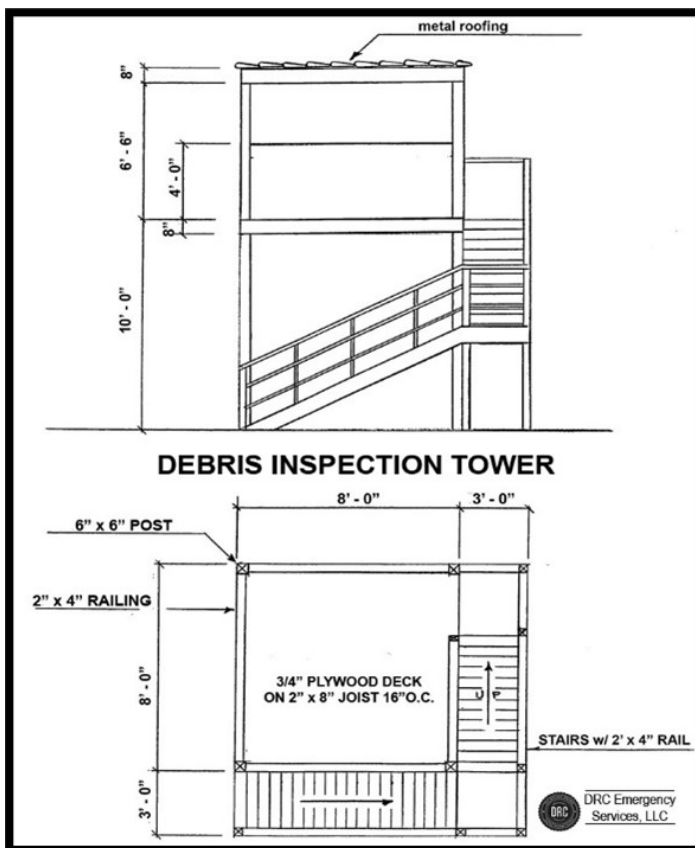 metal roofing
8”
6’ - 6”
4’ - 0”
8”
10’ - 0”
DEBRIS INSPECTION TOWER
8’ - 0”
3’ - 0”
6” x 6” POST
2” x 4” RAILING
8’ - 0”
3/4” PLYWOOD DECK
ON 2” x 8” JOIST 16”O.C.
UP
STAIRS w/ 2’ x 4” RAIL
3’ - 0”
DRC
DRC Emergency
Services, LLC